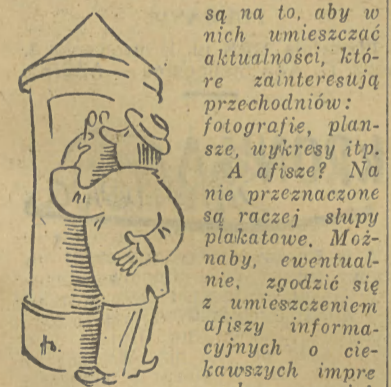 są na to, aby w
nich umieszczać
aktualności, któ-
re zainteresują
przechodniów:
fotografie, plan-
sze, wykresy itp.
A afisze? Na
nie przeznaczone
są raczej słupy
plakatowe. Moż-
naby, ewentual-
nie, zgodzić się
z umieszczeniem
afiszy informa-
cyjnych o cie-
kawszych impre